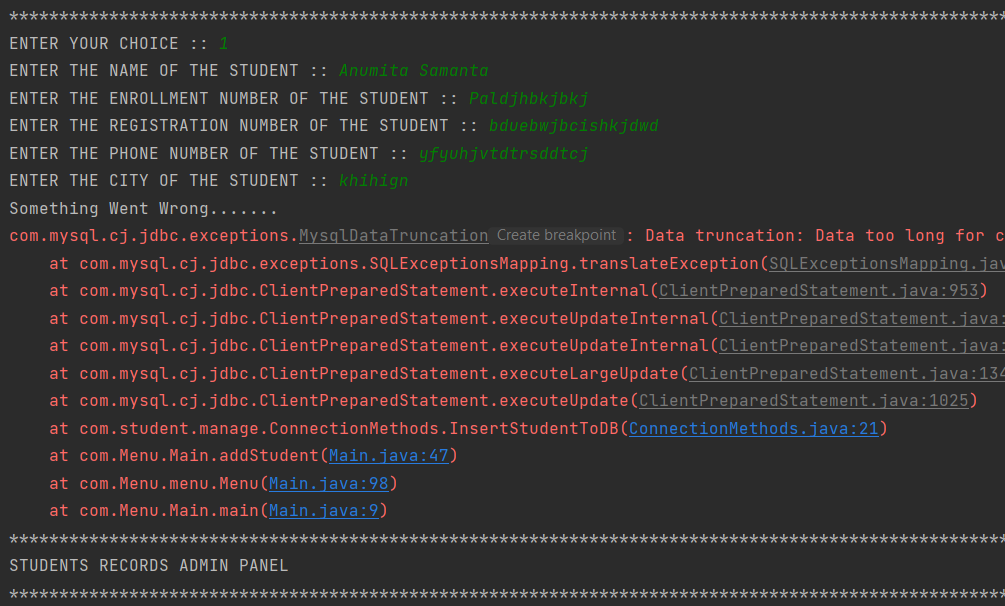 ****************************************************************************************************
ENTER YOUR CHOICE :: 1
ENTER THE NAME OF THE STUDENT :: Anumita Samanta
ENTER THE ENROLLMENT NUMBER OF THE STUDENT :: Paldjhbkjbkj
ENTER THE REGISTRATION NUMBER OF THE STUDENT :: bduebwjbcishkjdwd
ENTER THE PHONE NUMBER OF THE STUDENT :: yfyuhjvtdtrsddtcj
ENTER THE CITY OF THE STUDENT :: khihign
Something Went Wrong.......
com.mysql.cj.jdbc.exceptions.MysqlDataTruncation Create breakpoint : Data truncation: Data too long for c
at com.mysql.cj.jdbc.exceptions.SQLExceptionsMapping.translateException(SQLExceptionsMapping.jav
at com.mysql.cj.jdbc.ClientPreparedStatement.executeInternal(ClientPreparedStatement.java:953)
at com.mysql.cj.jdbc.ClientPreparedStatement.executeUpdateInternal(ClientPreparedStatement.java:
at com.mysql.cj.jdbc.ClientPreparedStatement.executeUpdateInternal(ClientPreparedStatement.java:
at com.mysql.cj.jdbc.ClientPreparedStatement.executeLargeUpdate(ClientPreparedStatement.java:134
at com.mysql.cj.jdbc.ClientPreparedStatement.executeUpdate(ClientPreparedStatement.java:1025)
at com.student.manage.ConnectionMethods.InsertStudentToDB(ConnectionMethods.java:21)
at com.Menu.Main.addStudent(Main.java:47)
at com.Menu.menu.Menu(Main.java:98)
at com.Menu.Main.main(Main.java:9)
****************************************************************************************************
STUDENTS RECORDS ADMIN PANEL
****************************************************************************************************